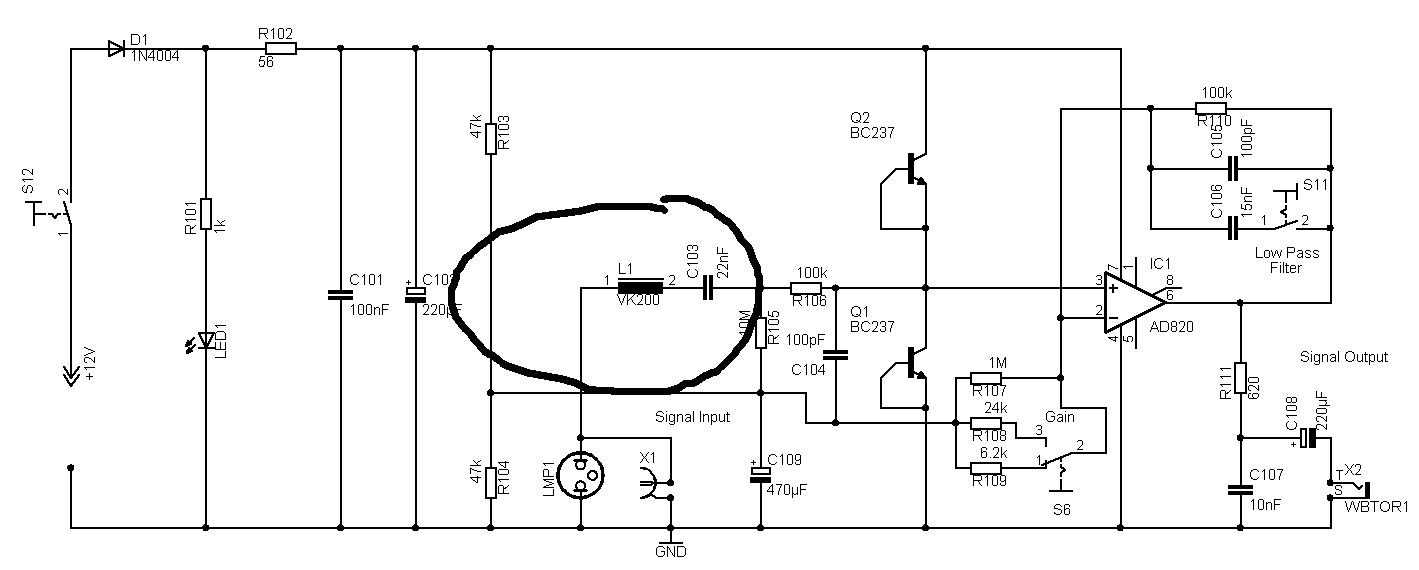 D1
1N4004
R102
56
S12
2
1
+12V
R101
1k
LED1
C101
100nF
47k
R103
47k
R104
L1
1
2
VK200
C103
22nF
10M
R105
100k
R106
100pF
C104
Q2
BC237
Q1
BC237
Signal Input
LMP1
X1
GND
C109
470µF
1M
R107
24k
R108
6.2k
R109
Gain
3
1
2
S6
3
2
7
1
4
5
8
6
IC1
AD820
100k
R110
C105
100pF
C106
15nF
S11
1
2
Low Pass
Filter
Signal Output
R111
620
C108
220µF
C107
10nF
T
S
X2
WBTOR1